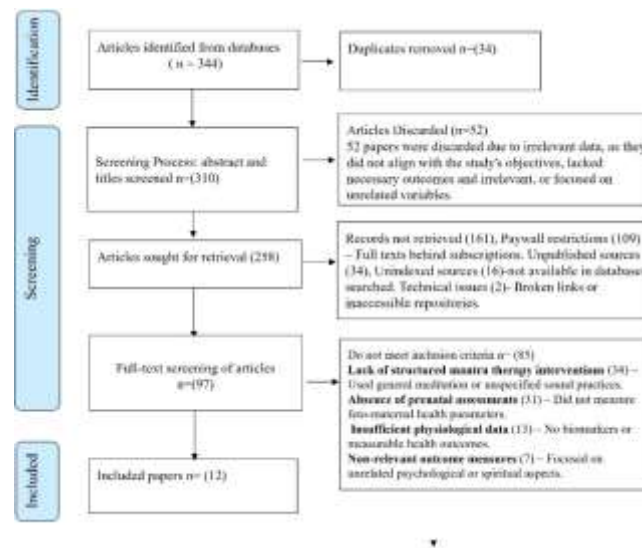 Identification
Articles identified from databases
( n = 344)
Duplicates removed n=(34)
Screening
Screening Process: abstract and
titles screened n=(310)
Articles Discarded (n=52)
52 papers were discarded due to irrelevant data, as they
did not align with the study's objectives, lacked
necessary outcomes and irrelevant, or focused on
unrelated variables.
Articles sought for retrieval (258)
Records not retrieved (161), Paywall restrictions (109)
– Full texts behind subscriptions. Unpublished sources
(34), Unindexed sources (16)-not available in database
searched. Technical issues (2)- Broken links or
inaccessible repositories.
Full-text screening of articles
n=(97)
Do not meet inclusion criteria n= (85)
Lack of structured mantra therapy interventions (34) –
Used general meditation or unspecified sound practices.
Absence of prenatal assessments (31) – Did not measure
feto-maternal health parameters.
Insufficient physiological data (13) – No biomarkers or
measurable health outcomes.
Non-relevant outcome measures (7) – Focused on
unrelated psychological or spiritual aspects.
Included
Included papers n= (12)